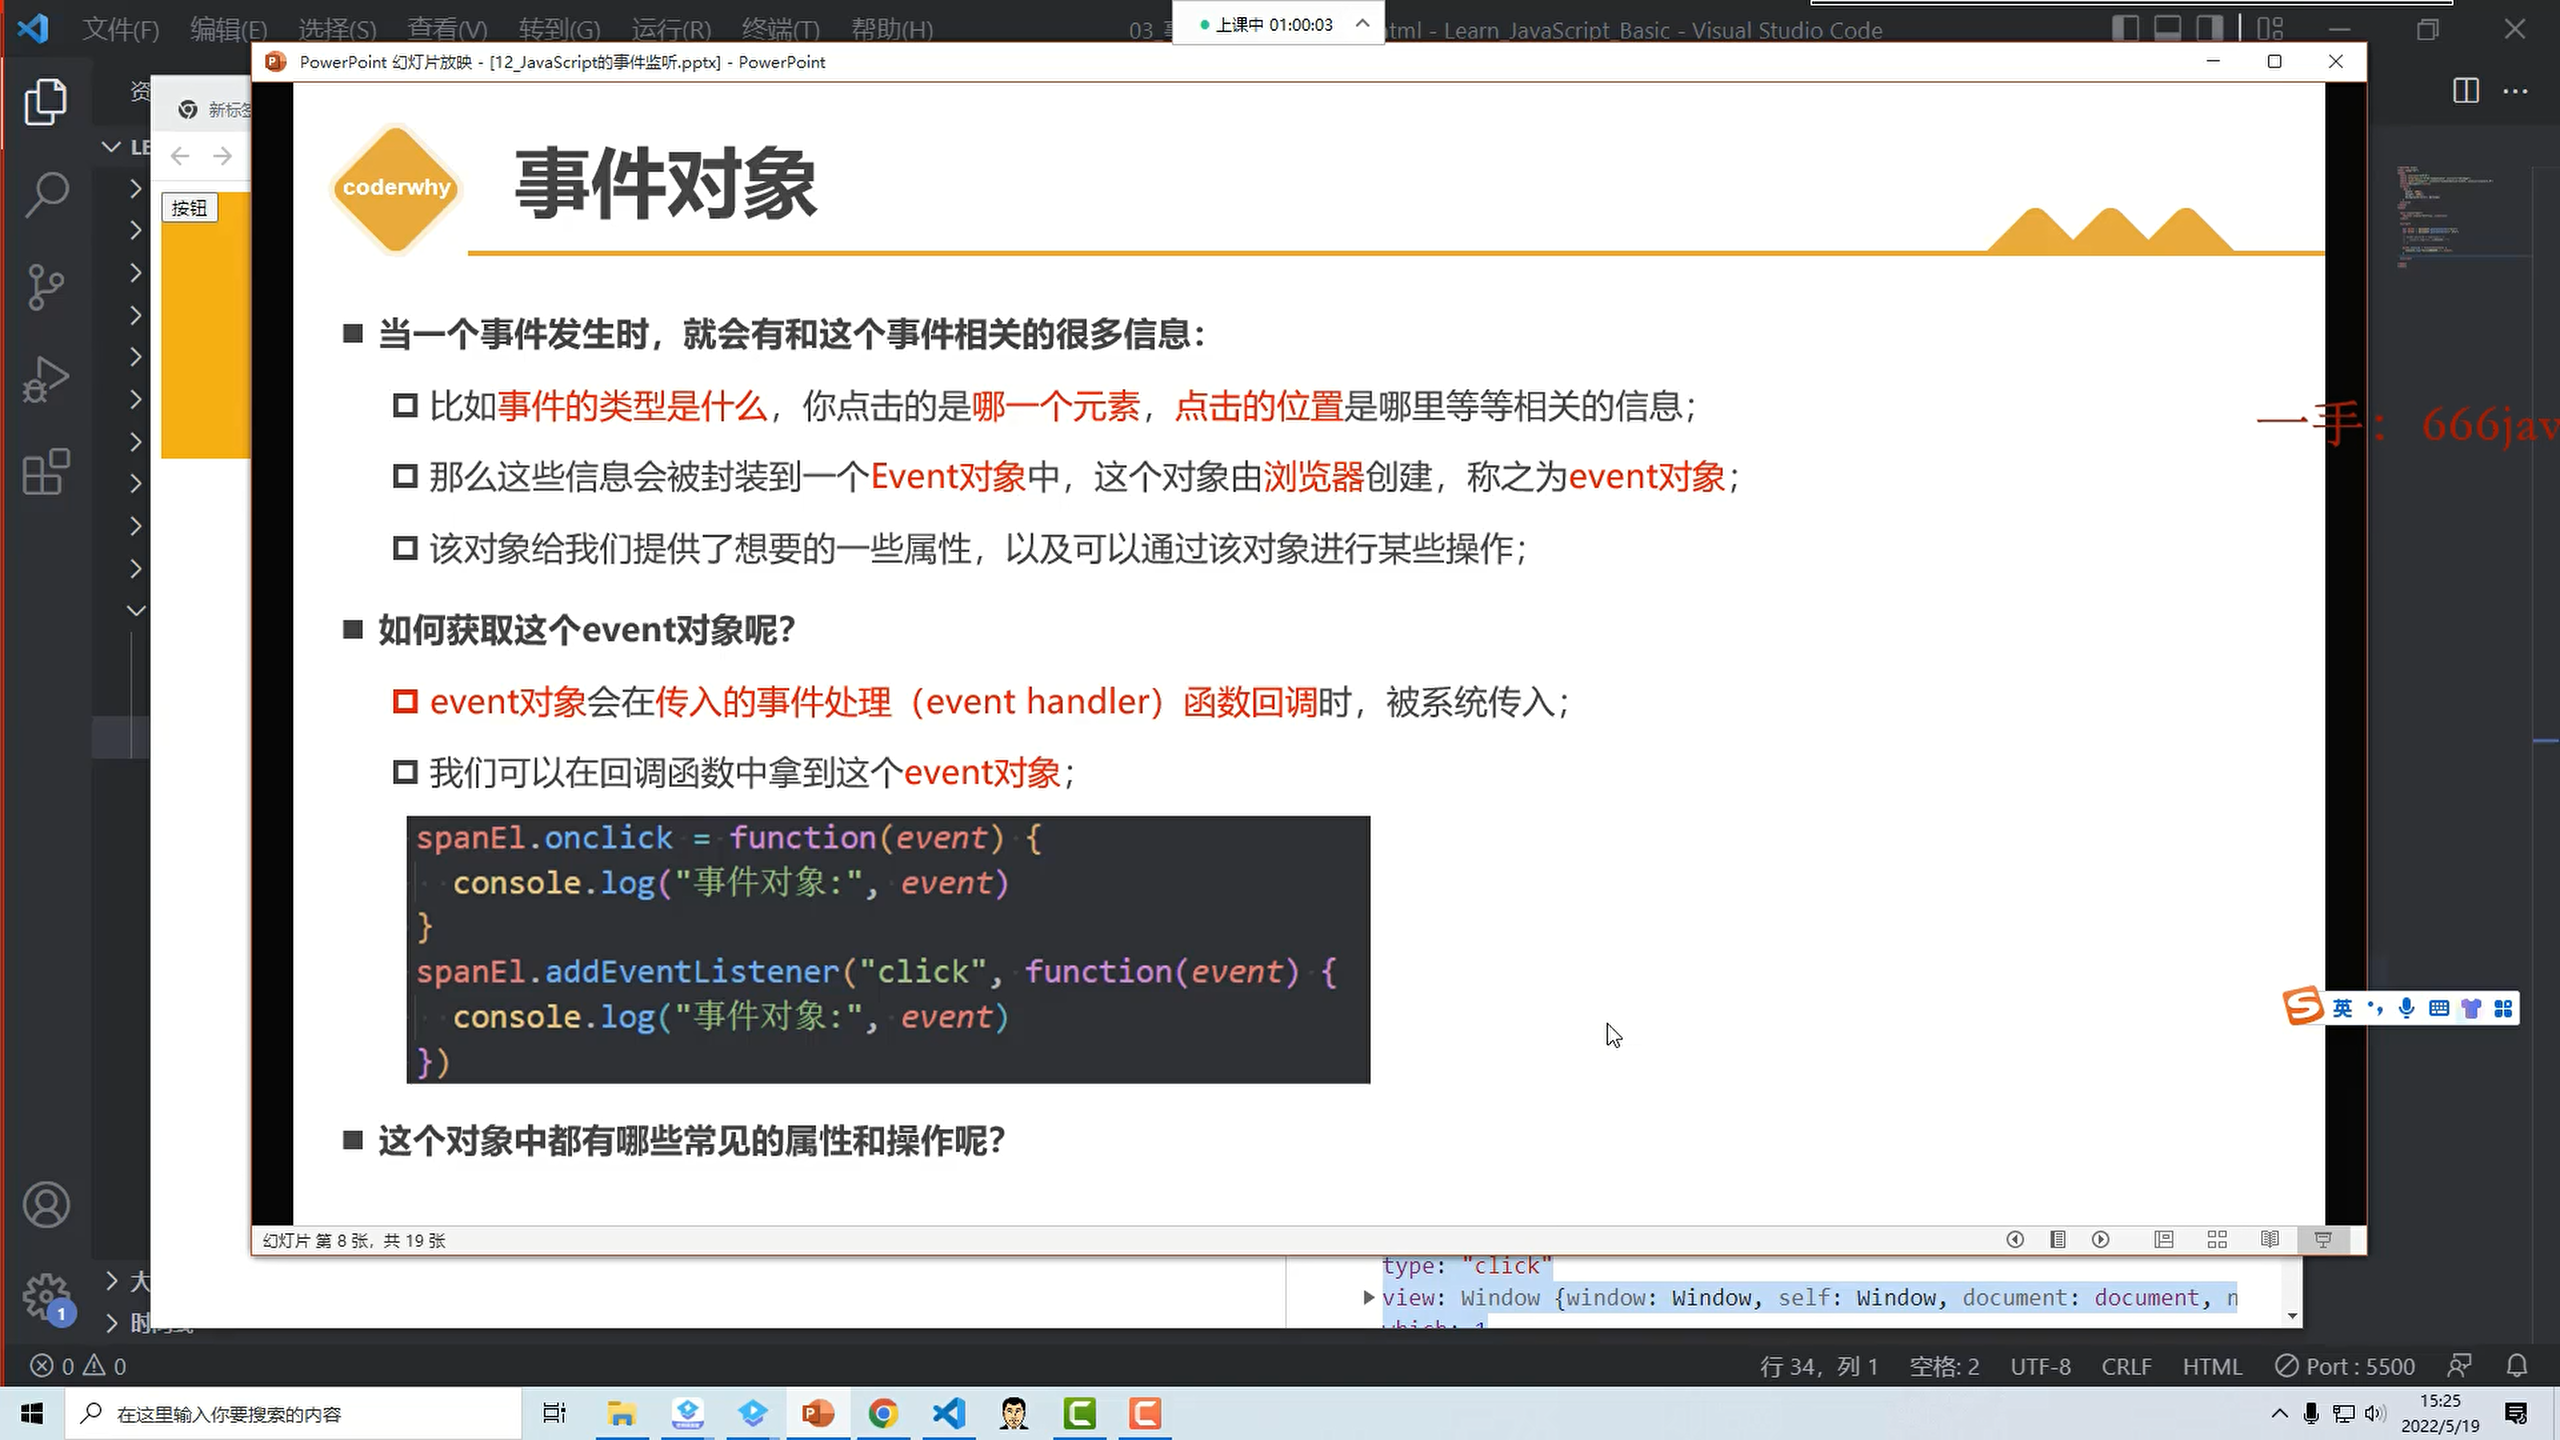 文件(F) 编辑(E) 选择(S) 查看(V) 转到(G) 运行(R) 终端(T) 帮助(H)
上课中 01:00:03
tml - Learn_JavaScript_Basic - Visual Studio Code
PowerPoint 幻灯片放映 - [12_JavaScript的事件监听.pptx] - PowerPoint
新标签
按钮
coderwhy
事件对象
当一个事件发生时，就会有和这个事件相关的很多信息：
比如事件的类型是什么，你点击的是哪一个元素，点击的位置是哪里等等相关的信息；
一手：666jav
那么这些信息会被封装到一个Event对象中，这个对象由浏览器创建，称之为event对象；
该对象给我们提供了想要的一些属性，以及可以通过该对象进行某些操作；
如何获取这个event对象呢？
event对象会在传入的事件处理（event handler）函数回调时，被系统传入；
我们可以在回调函数中拿到这个event对象；
spanEl.onclick = function(event) {
console.log("事件对象:", event)
}
spanEl.addEventListener("click", function(event) {
console.log("事件对象:", event)
})
英
这个对象中都有哪些常见的属性和操作呢？
幻灯片 第 8 张，共 19 张
type: "click"
view: Window {window: Window, self: Window, document: document, n
which: 1
1
大
0 0
行 34，列 1 空格: 2 UTF-8 CRLF HTML Port : 5500
在这里输入你要搜索的内容
15:25
2022/5/19